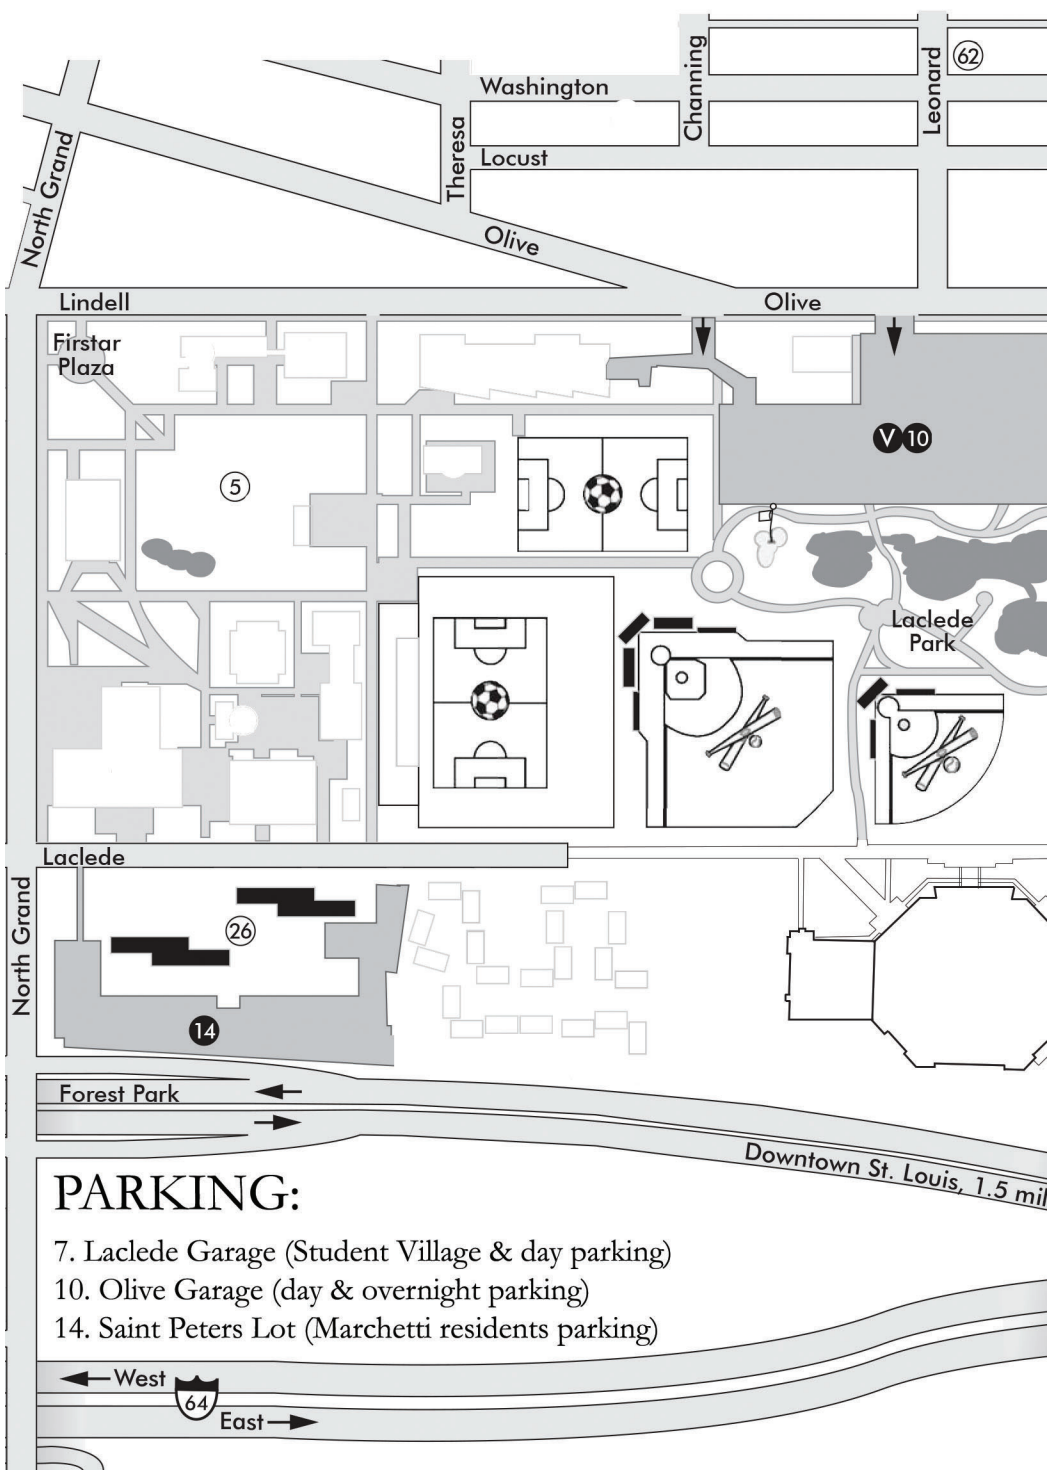 Channing
Leonard
62
Washington
Theresa
Locust
North Grand
Olive
Lindell
Olive
Firstar
Plaza
V 10
5
Laclede
Park
Laclede
North Grand
26
14
Forest Park
Downtown St. Louis, 1.5 mil
PARKING:
7. Laclede Garage (Student Village & day parking)
10. Olive Garage (day & overnight parking)
14. Saint Peters Lot (Marchetti residents parking)
West
64
East